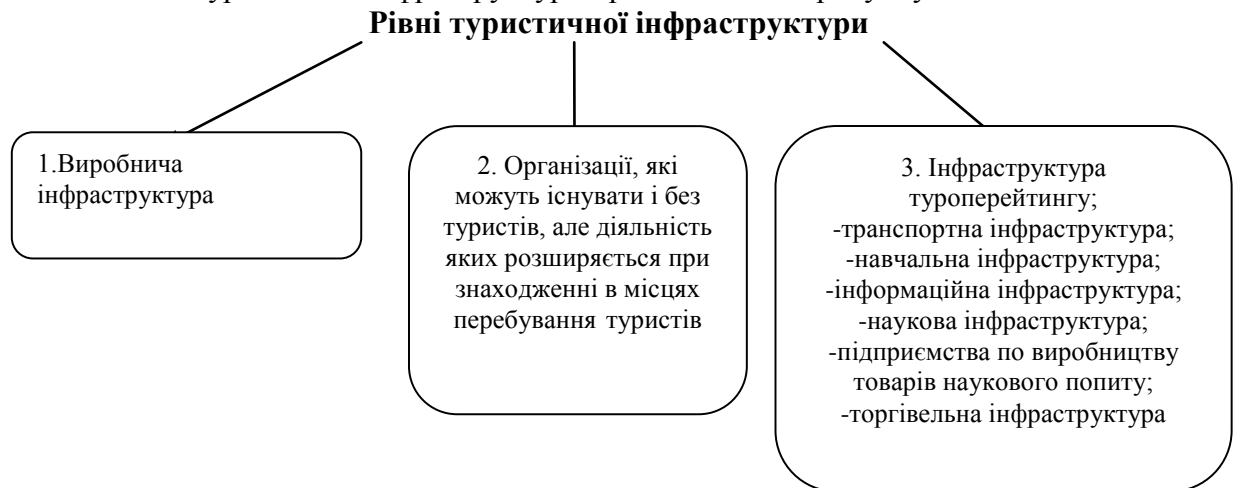 Рівні туристичної інфраструктури
1.Виробнича
інфраструктура
2. Організації, які
можуть існувати і без
туристів, але діяльність
яких розширяється при
знаходженні в місцях
перебування туристів
3. Інфраструктура
туроперейтингу;
-транспортна інфраструктура;
-навчальна інфраструктура;
-інформаційна інфраструктура;
-наукова інфраструктура;
-підприємства по виробництву
товарів наукового попиту;
-торгівельна інфраструктура